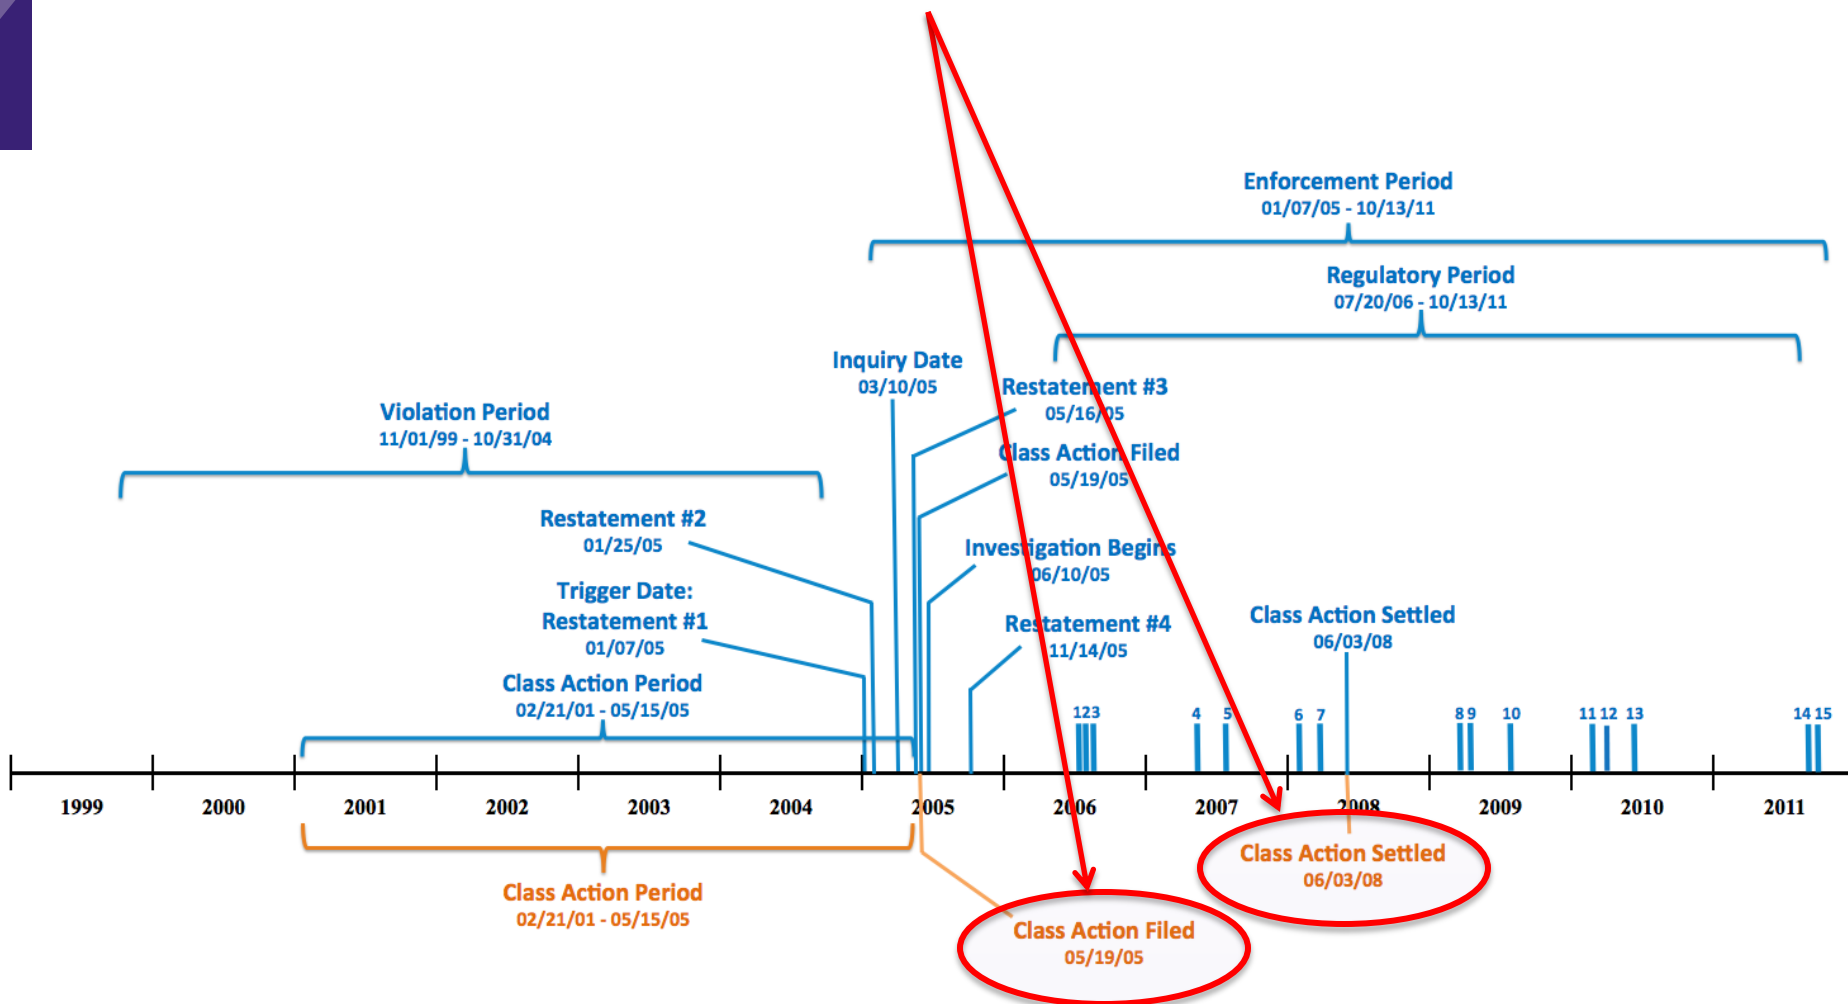 Enforcement Period
01/07/05 - 10/13/11
Regulatory Period
07/20/06 - 10/13/11
Inquiry Date
03/10/05
Restatement #3
05/16/05
Violation Period
11/01/99 - 10/31/04
Class Action Filed
05/19/05
Restatement #2
01/25/05
Investigation Begins
06/10/05
Trigger Date:
Restatement #1
01/07/05
Restatement #4
11/14/05
Class Action Settled
06/03/08
Class Action Period
02/21/01 - 05/15/05
1 2 3 4 5 6 7 8 9 10 11 12 13 14 15
1999 2000 2001 2002 2003 2004 2005 2006 2007 2008 2009 2010 2011
Class Action Settled
06/03/08
Class Action Period
02/21/01 - 05/15/05
Class Action Filed
05/19/05